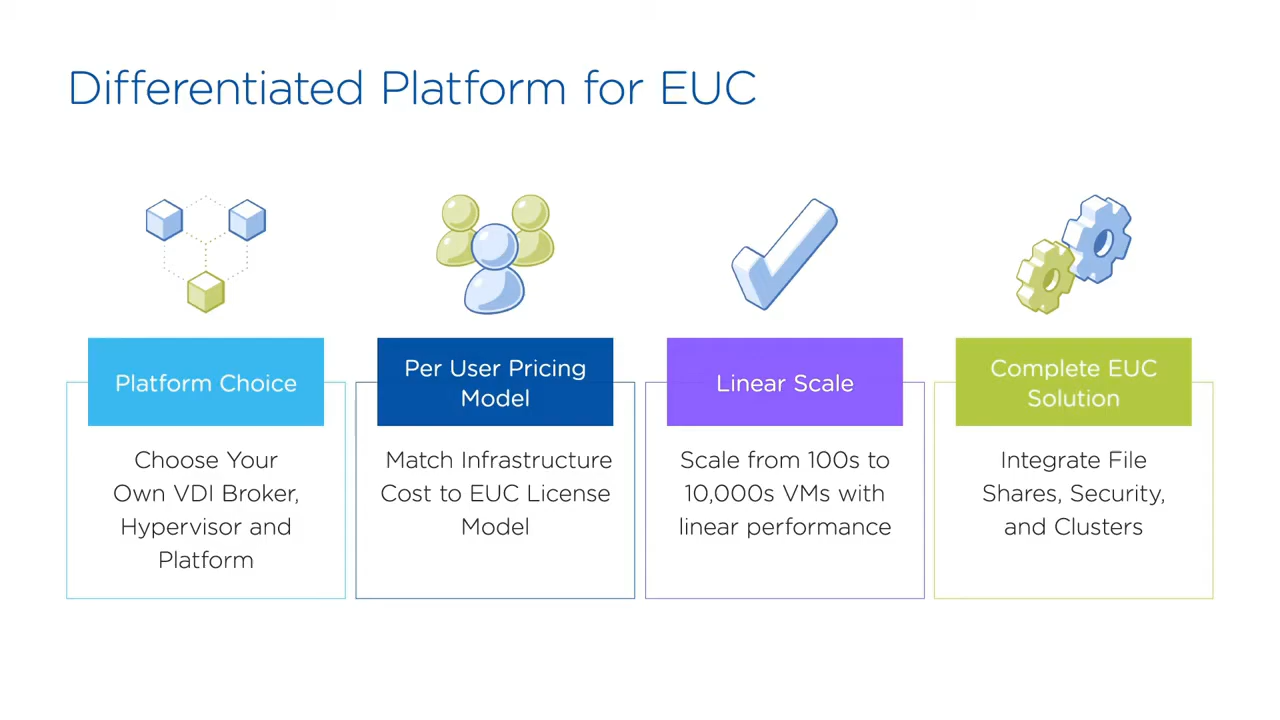 Differentiated Platform for EUC
Platform Choice
Choose Your
Own VDI Broker,
Hypervisor and
Platform
Per User Pricing
Model
Match Infrastructure
Cost to EUC License
Model
Linear Scale
Scale from 100s to
10,000s VMs with
linear performance
Complete EUC
Solution
Integrate File
Shares, Security,
and Clusters